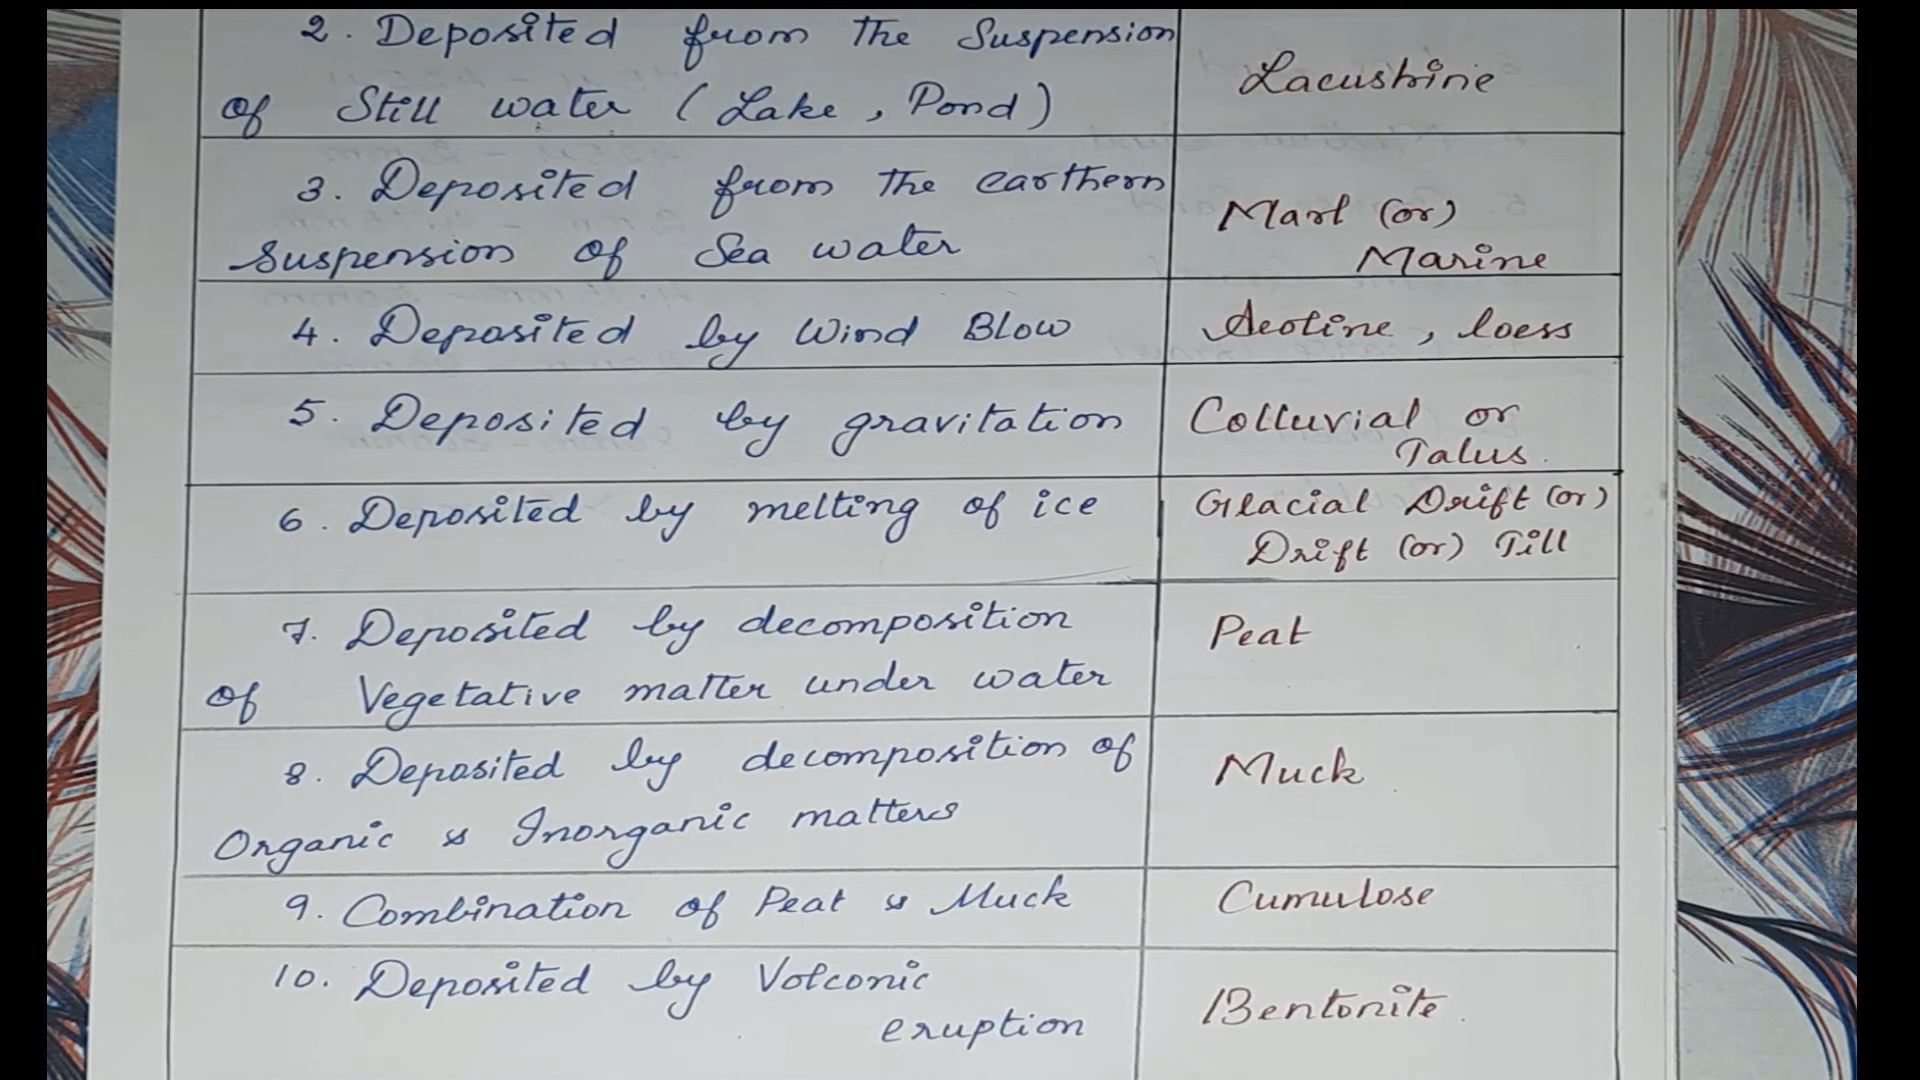 2. Deposited from the Suspension
of Still water (Lake, Pond)
Lacustrine
3. Deposited from the earthern
Suspension of Sea water
Marl (or)
Marine
4. Deposited by Wind Blow
Aeoline, loess
5. Deposited by gravitation
Colluvial or
Talus.
6. Deposited by melting of ice
Glacial Drift (or)
Drift (or) Till
7. Deposited by decomposition
of Vegetative matter under water
Peat
8. Deposited by decomposition of
Organic & Inorganic matters
Muck
9. Combination of Peat & Muck
Cumulose
10. Deposited by Volconic
eruption
Bentonite.